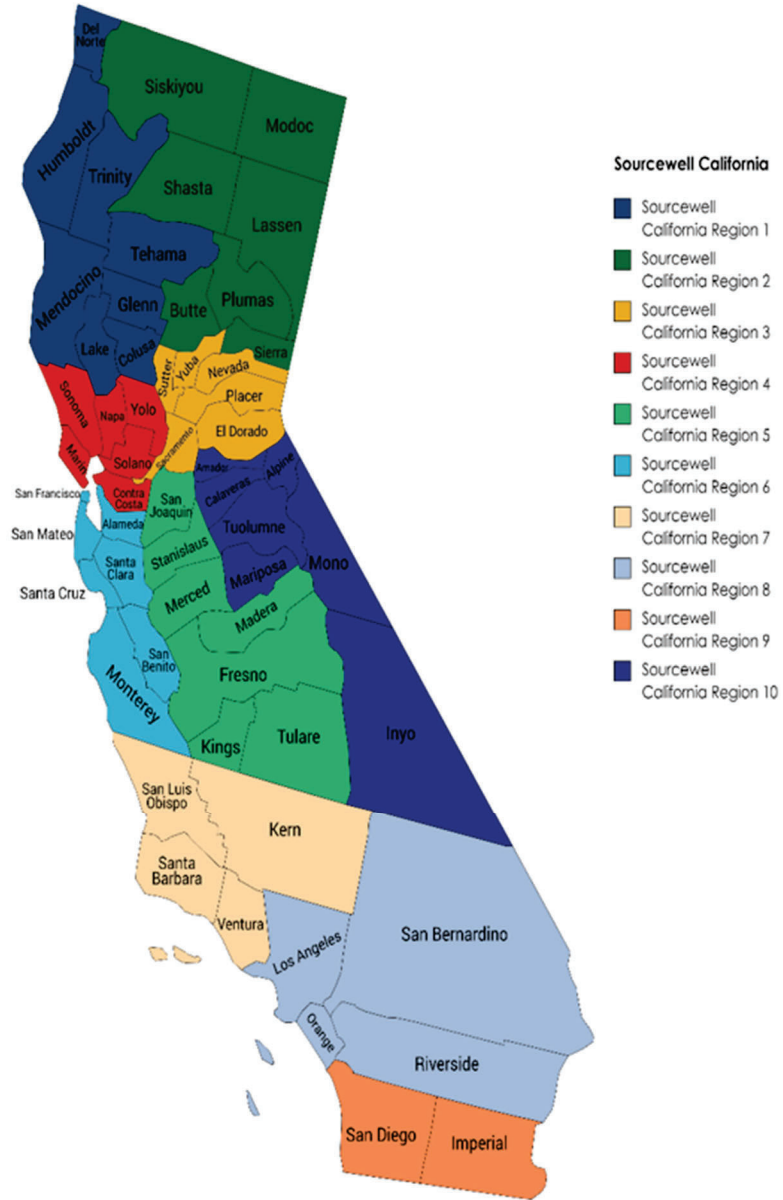 Del
Norte
Siskiyou
Modoc
Humboldt
Trinity
Shasta
Lassen
Tehama
Mendocino
Glenn
Butte
Plumas
Lake
Colusa
Sierra
Sutter
Yuba
Nevada
Placer
El Dorado
Sacramento
Sonoma
Napa
Yolo
Marin
Solano
Contra
Costa
San Francisco
Amador
Alpine
Calaveras
Tuolumne
Mono
Mariposa
San
Joaquin
Alameda
San Mateo
Stanislaus
Santa
Clara
Santa Cruz
Merced
Madera
San
Benito
Monterey
Fresno
Kings
Tulare
Inyo
San Luis
Obispo
Kern
Santa
Barbara
Ventura
Los Angeles
San Bernardino
Orange
Riverside
San Diego
Imperial
Sourcewell California
Sourcewell
California Region 1
Sourcewell
California Region 2
Sourcewell
California Region 3
Sourcewell
California Region 4
Sourcewell
California Region 5
Sourcewell
California Region 6
Sourcewell
California Region 7
Sourcewell
California Region 8
Sourcewell
California Region 9
Sourcewell
California Region 10